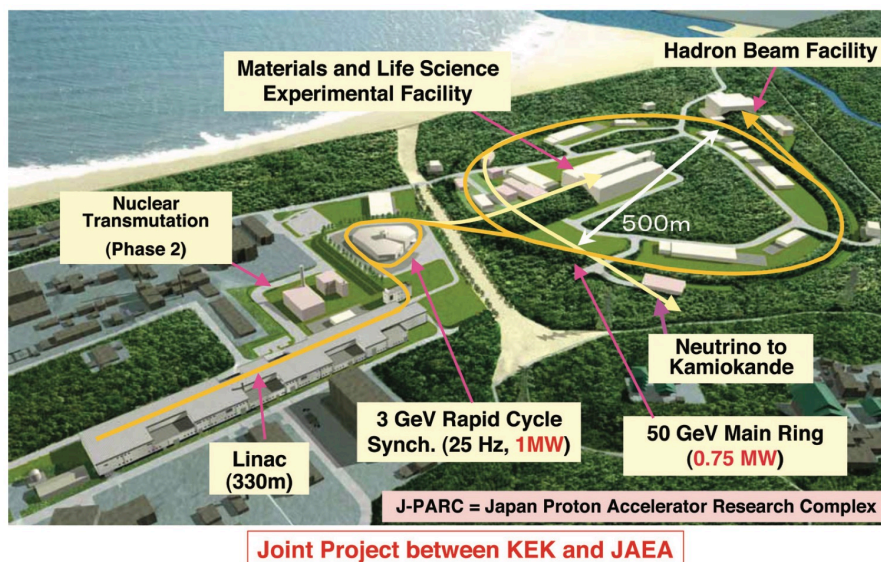 Hadron Beam Facility
Materials and Life Science
Experimental Facility
Nuclear
Transmutation
(Phase 2)
500m
Neutrino to
Kamiokande
3 GeV Rapid Cycle
Synch. (25 Hz, 1MW)
50 GeV Main Ring
(0.75 MW)
Linac
(330m)
J-PARC = Japan Proton Accelerator Research Complex
Joint Project between KEK and JAEA